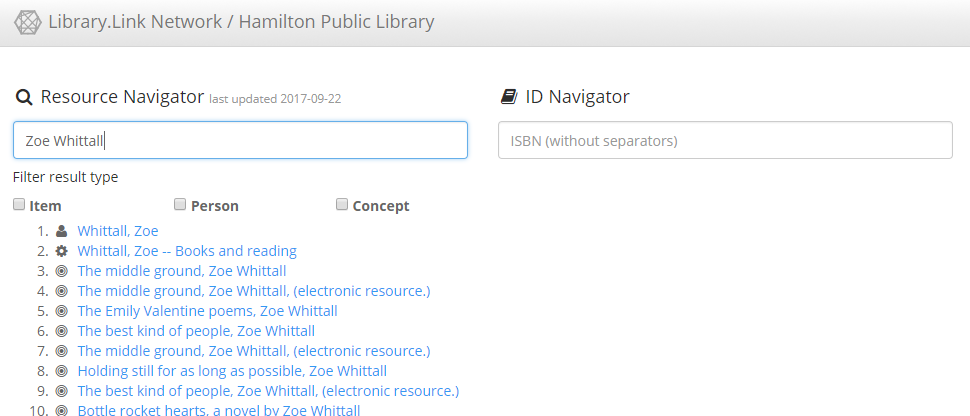 Library.Link Network / Hamilton Public Library
Resource Navigator last updated 2017-09-22
Zoe Whittall
Filter result type
Item Person Concept
1. Whittall, Zoe
2. Whittall, Zoe -- Books and reading
3. The middle ground, Zoe Whittall
4. The middle ground, Zoe Whittall, (electronic resource.)
5. The Emily Valentine poems, Zoe Whittall
6. The best kind of people, Zoe Whittall
7. The middle ground, Zoe Whittall, (electronic resource.)
8. Holding still for as long as possible, Zoe Whittall
9. The best kind of people, Zoe Whittall, (electronic resource.)
10. Bottle rocket hearts, a novel by Zoe Whittall
ID Navigator
ISBN (without separators)